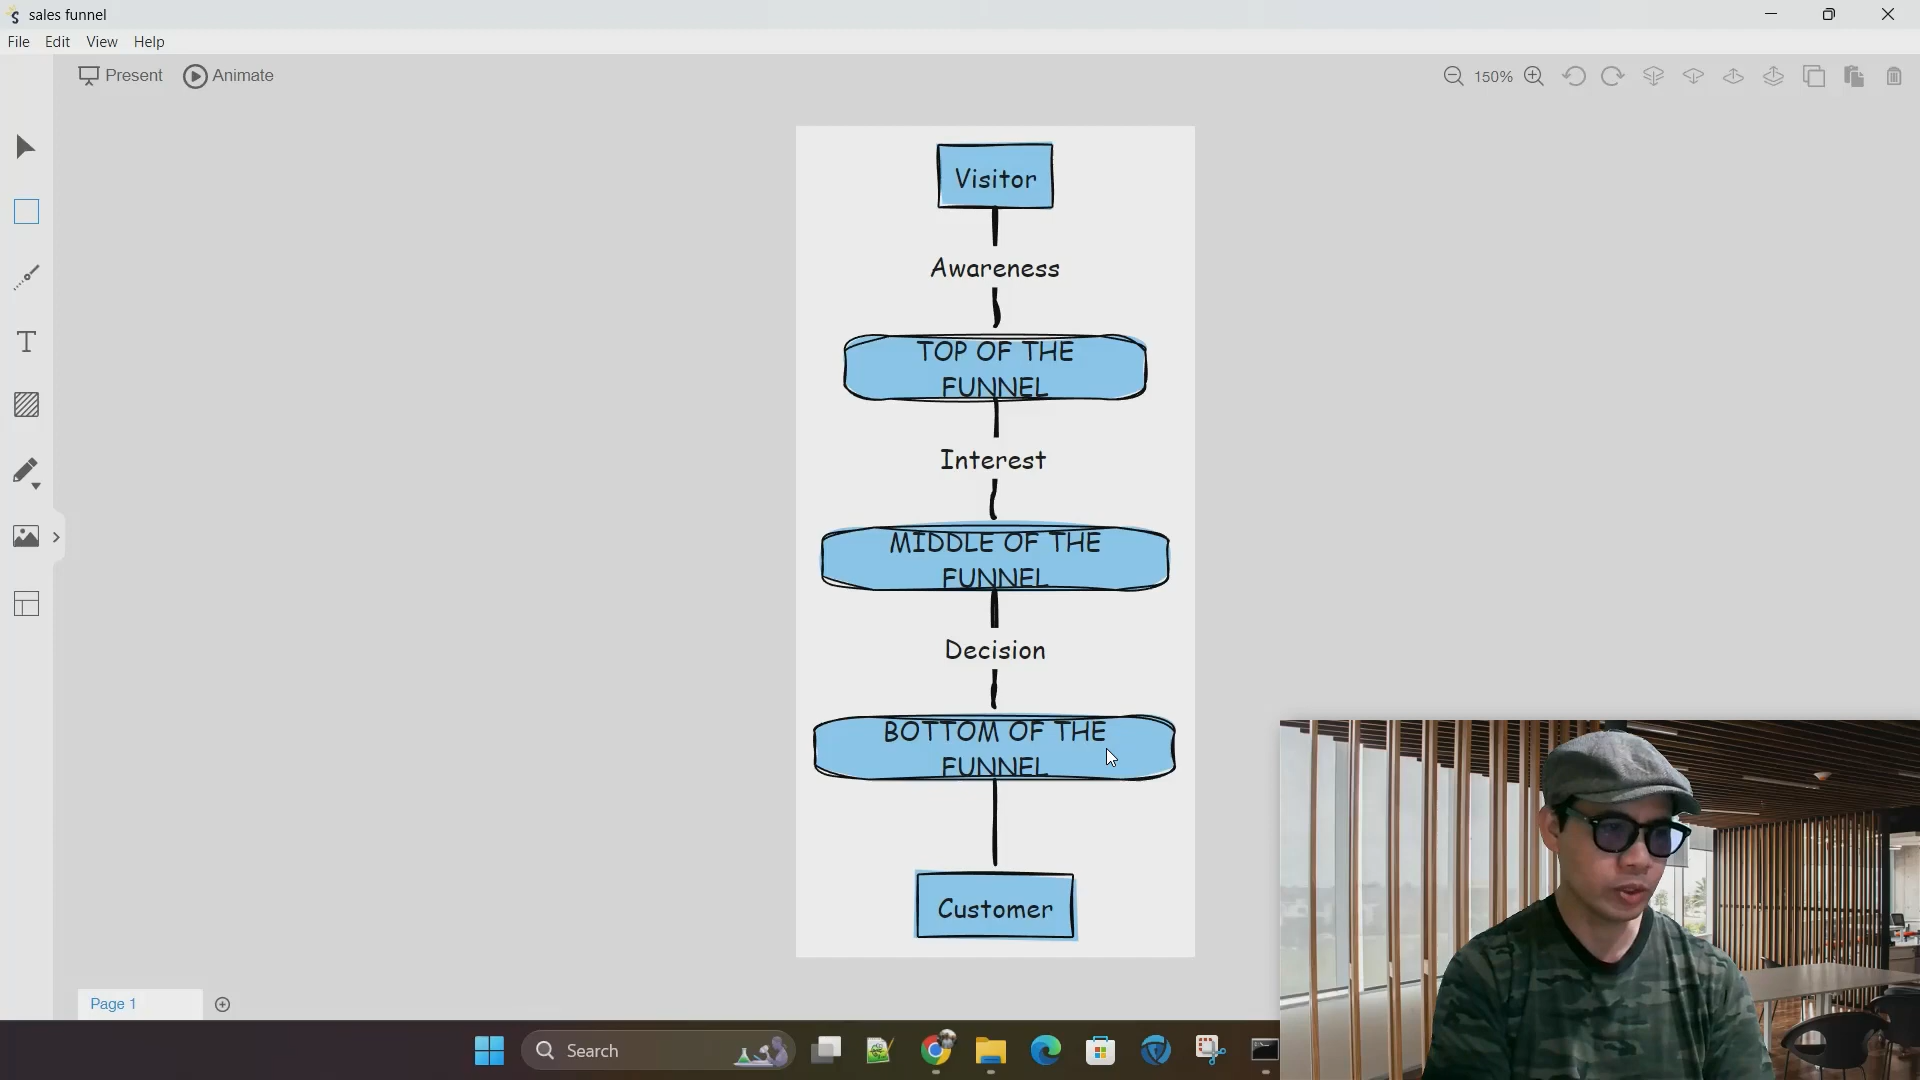 sales funnel
File Edit View Help
Present Animate
150%
Visitor
Awareness
TOP OF THE
FUNNEL
Interest
MIDDLE OF THE
FUNNEL
Decision
BOTTOM OF THE
FUNNEL
Customer
Page 1
Search